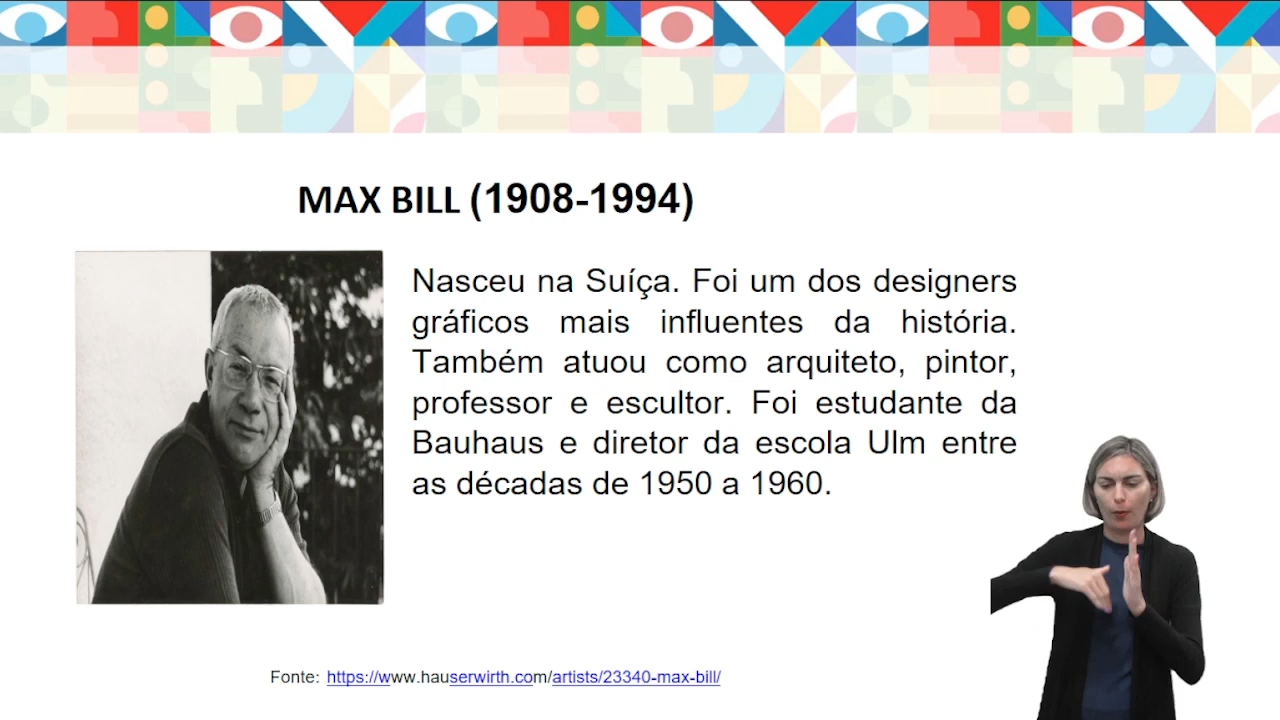 MAX BILL (1908-1994)
Nasceu na Suíça. Foi um dos designers
gráficos mais influentes da história.
Também atuou como arquiteto, pintor,
professor e escultor. Foi estudante da
Bauhaus e diretor da escola Ulm entre
as décadas de 1950 a 1960.
Fonte: https://www.hauserwirth.com/artists/23340-max-bill/